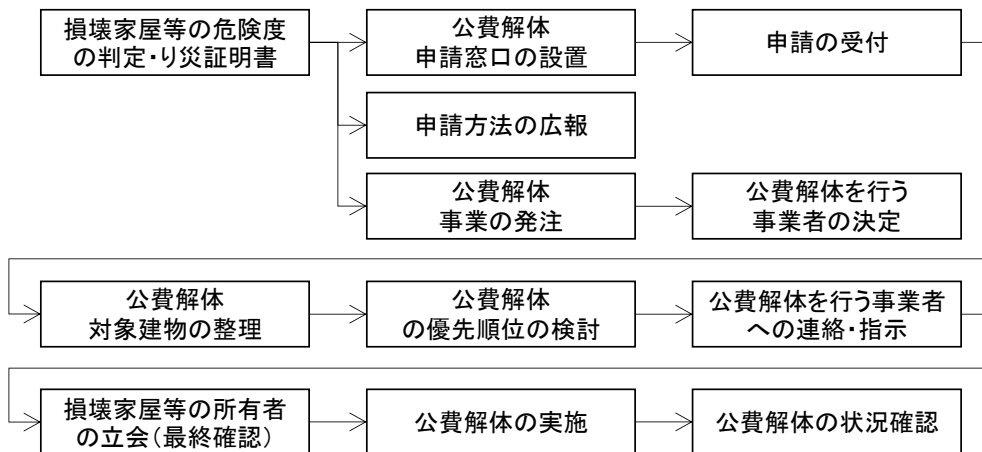 損壊家屋等の危険度
の判定・り災証明書
公費解体
申請窓口の設置
申請の受付
申請方法の広報
公費解体
事業の発注
公費解体を行う
事業者の決定
公費解体
対象建物の整理
公費解体
の優先順位の検討
公費解体を行う事業者
への連絡・指示
損壊家屋等の所有者
の立会（最終確認）
公費解体の実施
公費解体の状況確認